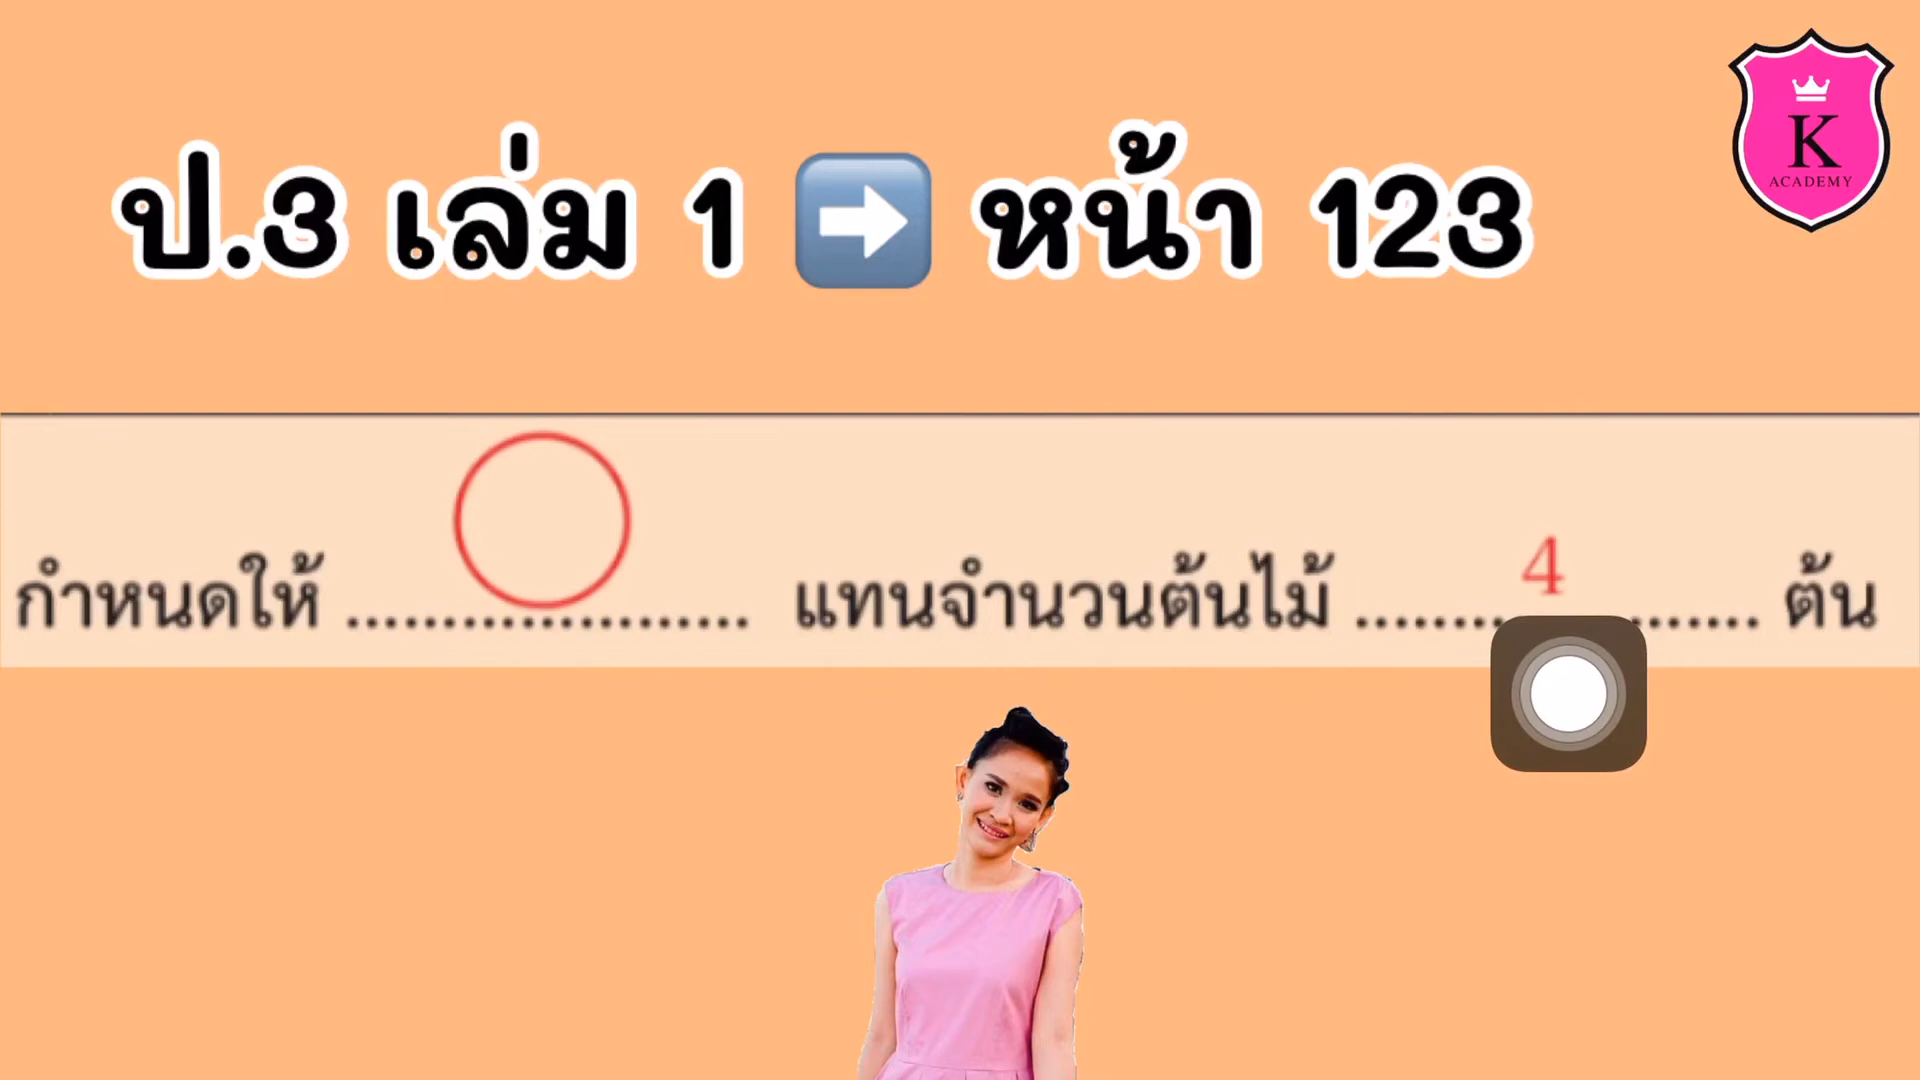 ป.3 เล่ม 1 ➡ หน้า 123
K
ACADEMY
กำหนดให้ .................... แทนจำนวนต้นไม้ ........4....... ต้น